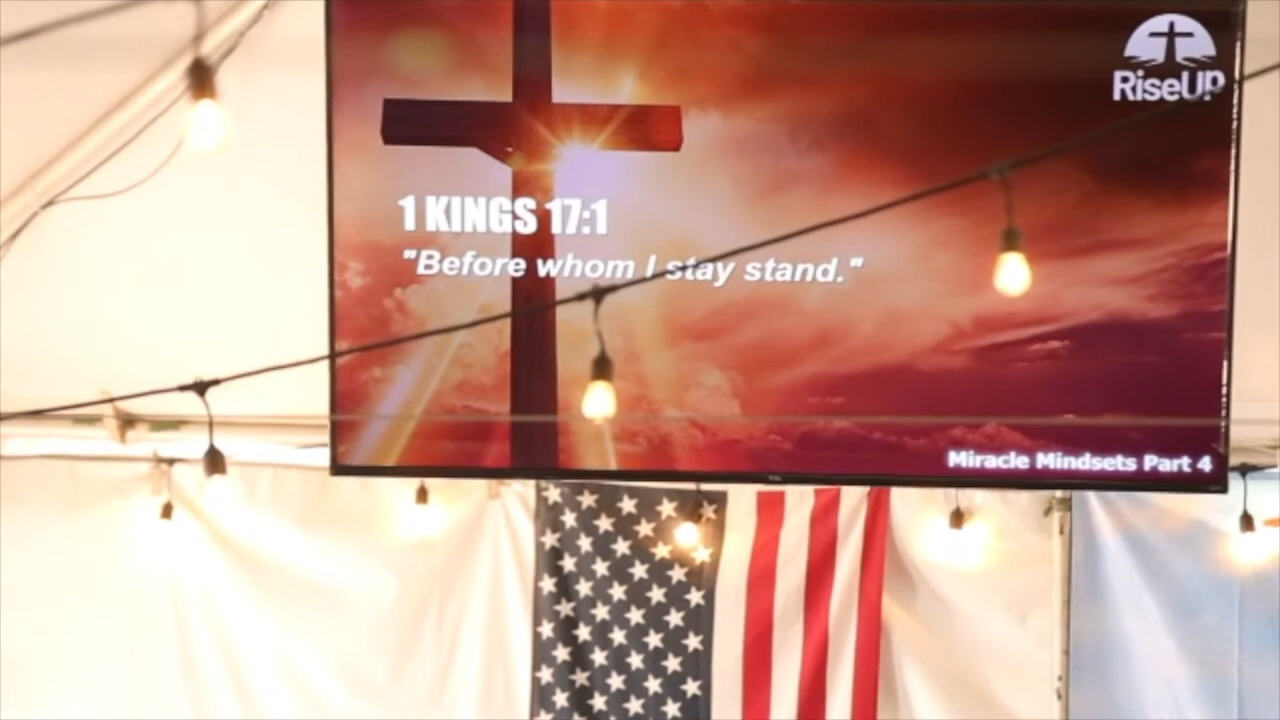 RiseUP
1 KINGS 17:1
"Before whom I stay stand."
Miracle Mindsets Part 4